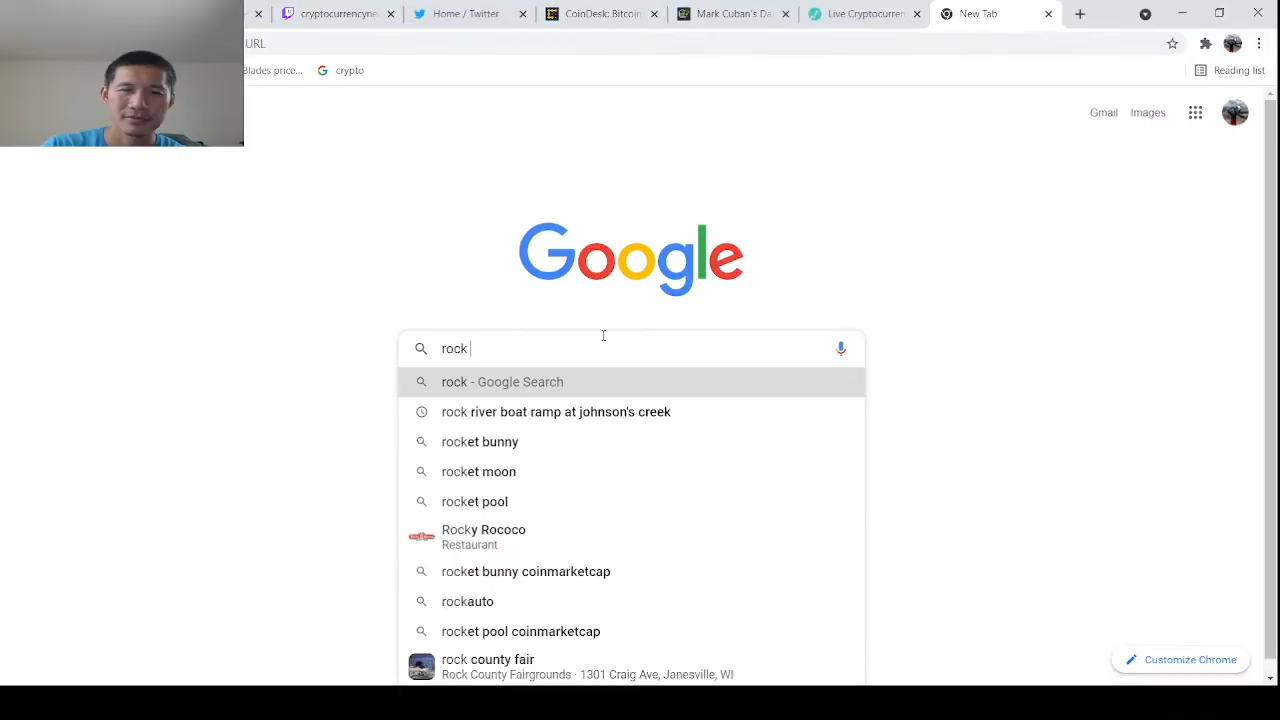 cryptocurrencyne
Home / Twitter
CoinDesk: Bitcoin
Mark Cuban's Da
Live Cryptocurren
New Tab
URL
Blades price...
crypto
Reading list
Gmail
Images
Google
rock
rock - Google Search
rock river boat ramp at johnson's creek
rocket bunny
rocket moon
rocket pool
Rocky Rococo
Restaurant
rocket bunny coinmarketcap
rockauto
rocket pool coinmarketcap
rock county fair
Rock County Fairgrounds · 1301 Craig Ave, Janesville, WI
Customize Chrome